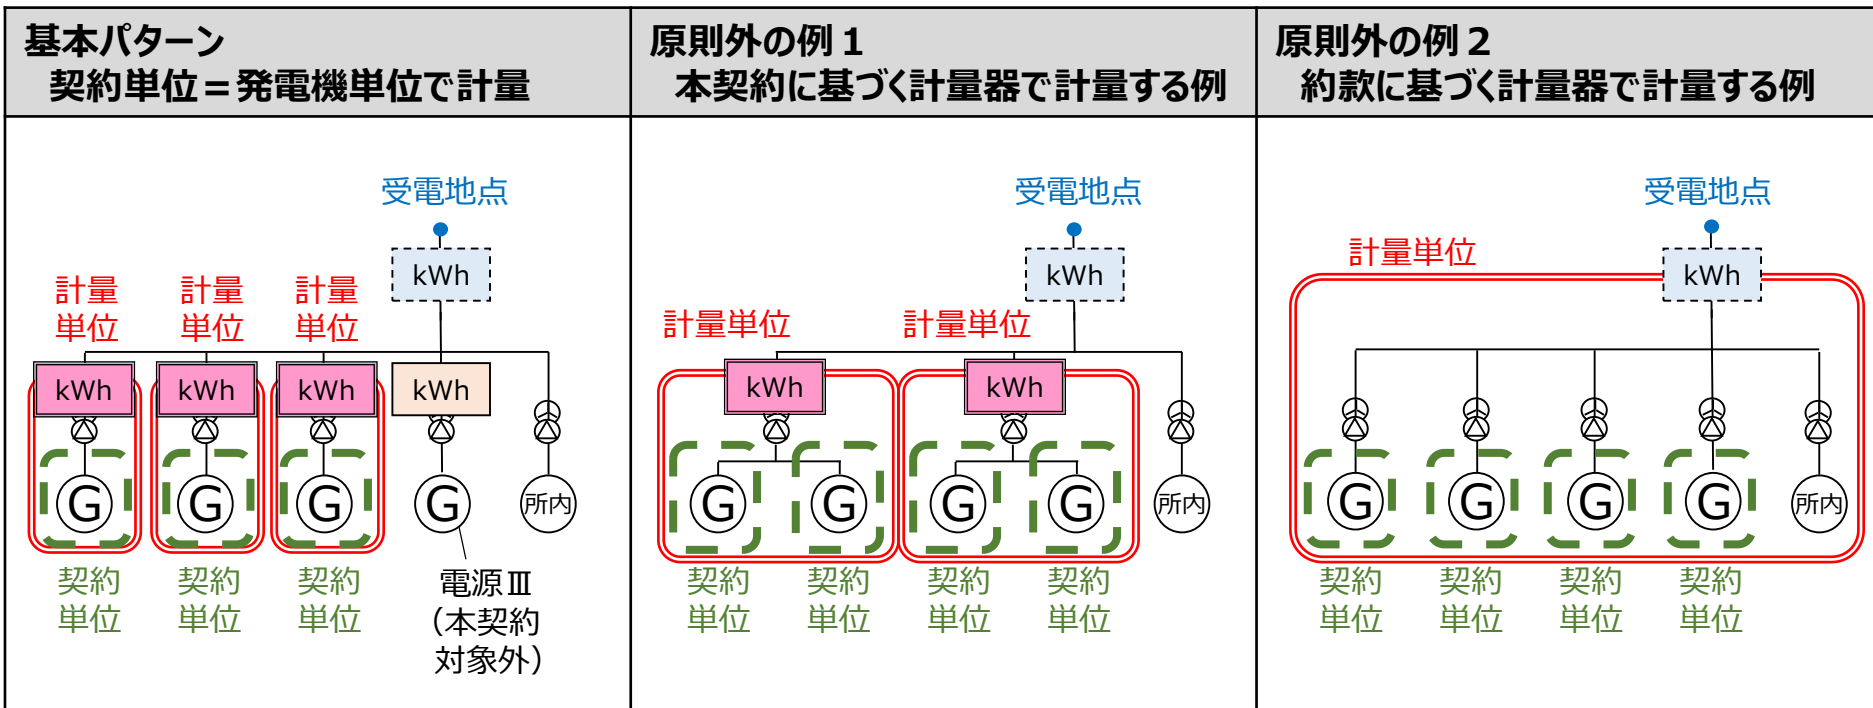 基本パターン
契約単位＝発電機単位で計量
受電地点
kWh
計量
単位
計量
単位
計量
単位
kWh
kWh
kWh
kWh
G
G
G
G
所内
契約
単位
契約
単位
契約
単位
電源Ⅲ
（本契約
対象外）
原則外の例１
本契約に基づく計量器で計量する例
受電地点
kWh
計量単位
計量単位
kWh
kWh
G
G
G
G
所内
契約
単位
契約
単位
契約
単位
契約
単位
原則外の例２
約款に基づく計量器で計量する例
受電地点
計量単位
kWh
G
G
G
G
所内
契約
単位
契約
単位
契約
単位
契約
単位